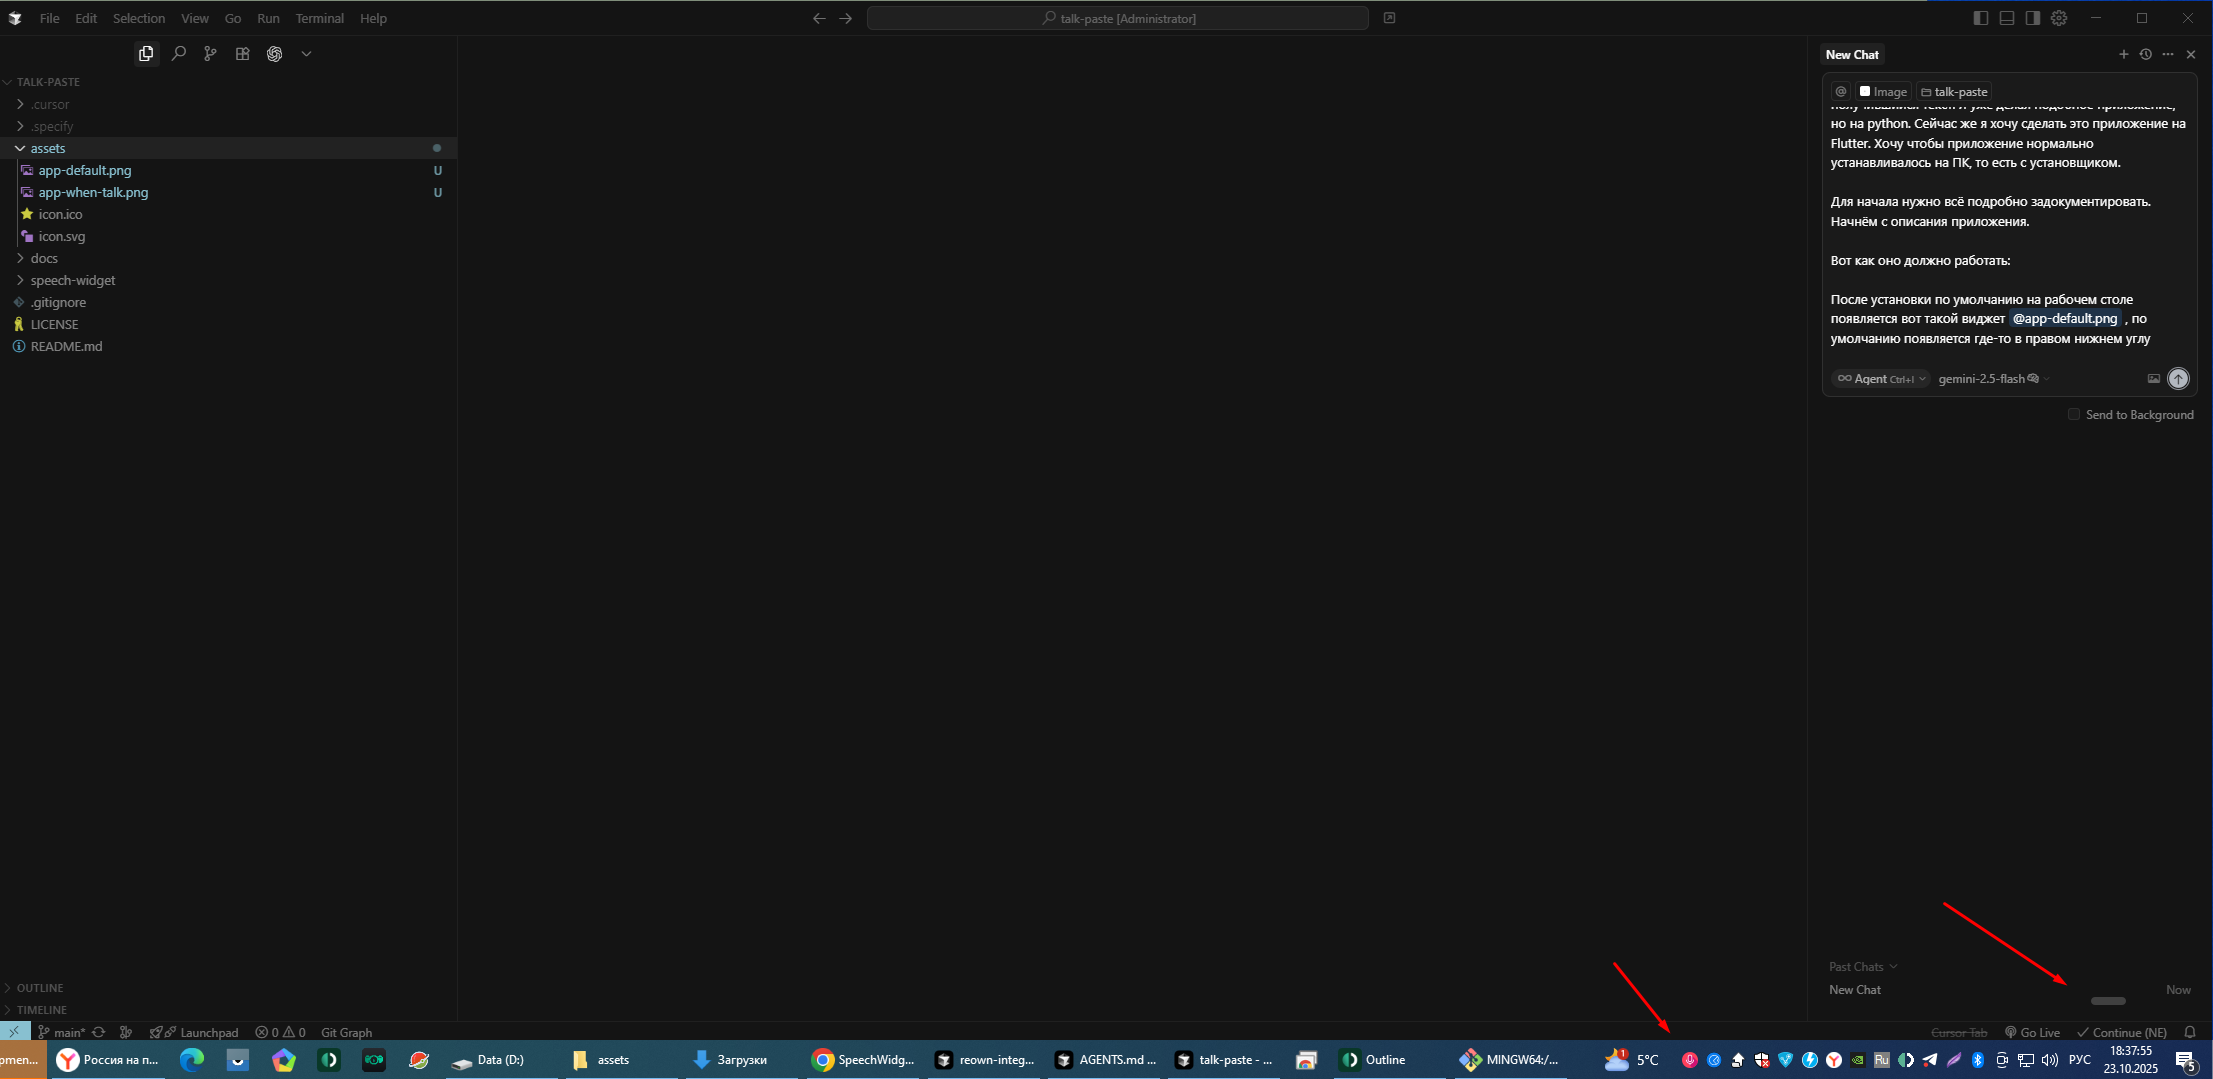 File Edit Selection View Go Run Terminal Help
talk-paste [Administrator]
TALK-PASTE
.cursor
.specify
assets
app-default.png U
app-when-talk.png U
icon.ico
icon.svg
docs
speech-widget
.gitignore
LICENSE
README.md
OUTLINE
TIMELINE
New Chat
@ Image talk-paste
но на python. Сейчас же я хочу сделать это приложение на
Flutter. Хочу чтобы приложение нормально
устанавливалось на ПК, то есть с установщиком.
Для начала нужно всё подробно задокументировать.
Начнём с описания приложения.
Вот как оно должно работать:
После установки по умолчанию на рабочем столе
появляется вот такой виджет @app-default.png , по
умолчанию появляется где-то в правом нижнем углу
Agent Ctrl+I gemini-2.5-flash
Send to Background
Past Chats
New Chat Now
main* Launchpad 0 0 Git Graph
Cursor Tab Go Live Continue (NE)
pmen... Россия на п... Data (D:) assets Загрузки SpeechWidg... reown-integ... AGENTS.md ... talk-paste - ... Outline MINGW64:/... 1 5°C Ru РУС
18:37:55
23.10.2025
5